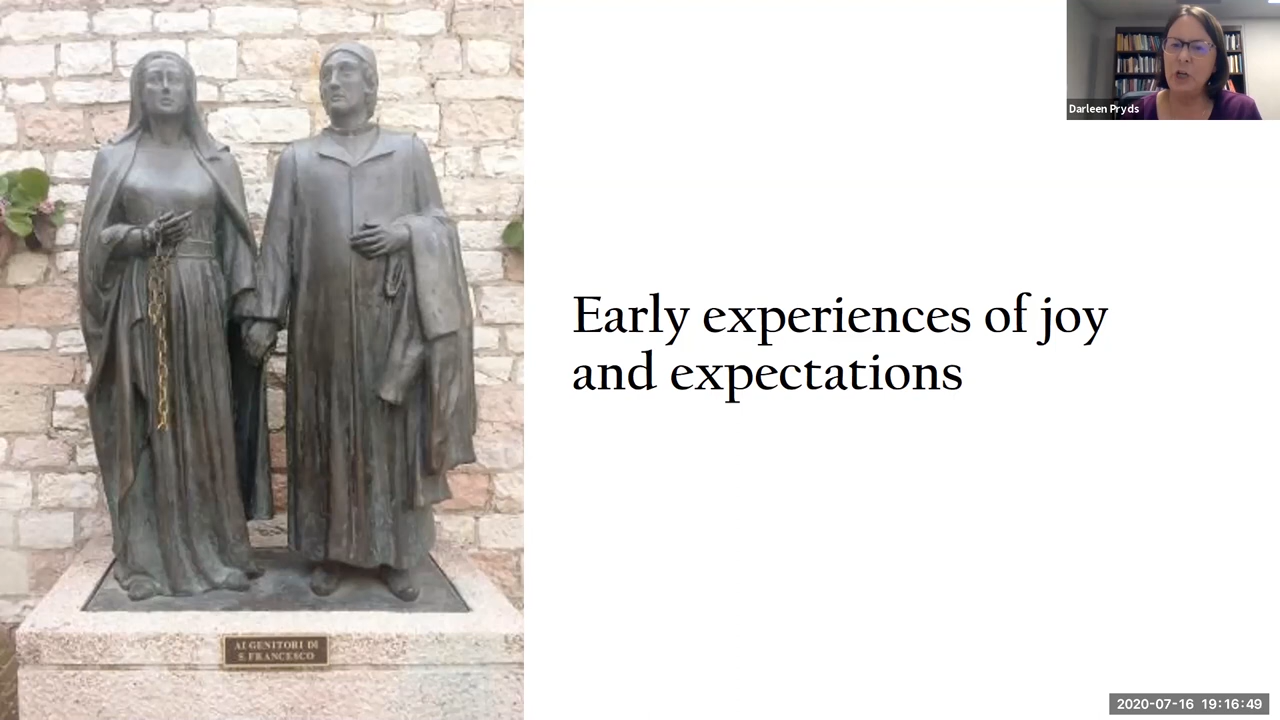 Darleen Pryds
Early experiences of joy
and expectations
AI GENITORI DI
S. FRANCESCO
2020-07-16 19:16:49